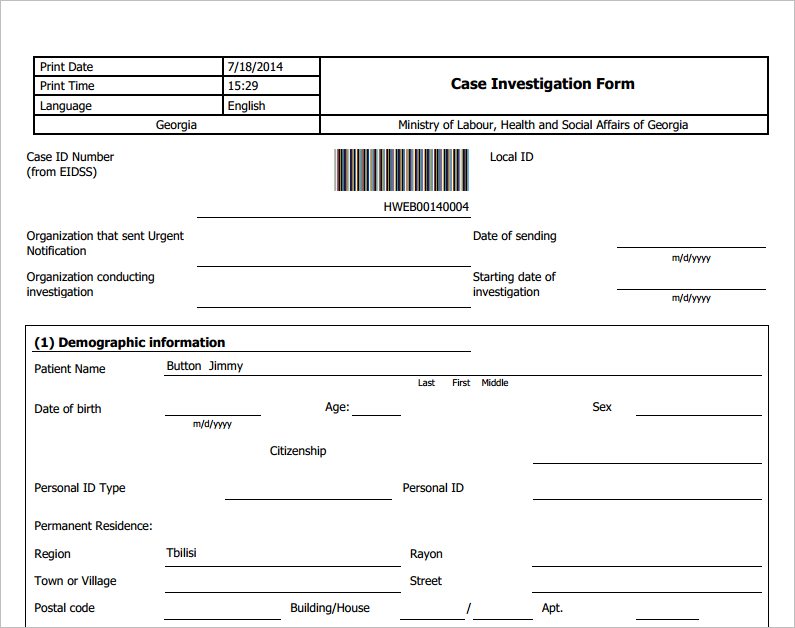 Print Date 7/18/2014
Print Time 15:29
Language English
Case Investigation Form
Georgia Ministry of Labour, Health and Social Affairs of Georgia
Case ID Number
(from EIDSS)
Local ID
HWEB00140004
Organization that sent Urgent
Notification
Date of sending
m/d/yyyy
Organization conducting
investigation
Starting date of
investigation
m/d/yyyy
(1) Demographic information
Patient Name Button Jimmy
Last First Middle
Date of birth Age: Sex
m/d/yyyy
Citizenship
Personal ID Type Personal ID
Permanent Residence:
Region Tbilisi Rayon
Town or Village Street
Postal code Building/House / Apt.